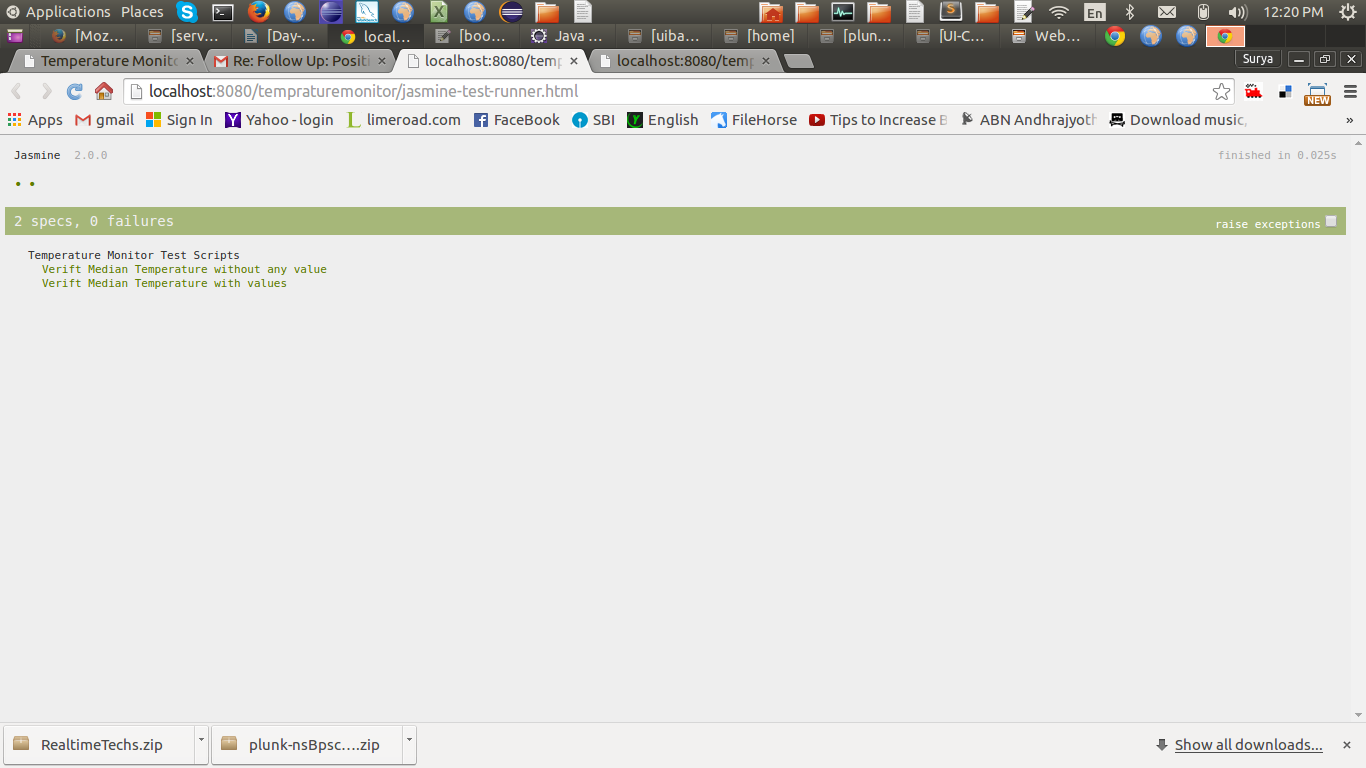 Applications Places En 12:20 PM
[Moz... [serv... [Day-... local... [boo... Java ... [uiba... [home] [plun... [UI-C... Web...
Temperature Monit Re: Follow Up: Posit localhost:8080/temp localhost:8080/temp Surya
localhost:8080/tempraturemonitor/jasmine-test-runner.html NEW
Apps gmail Sign In Yahoo - login limeroad.com FaceBook SBI English FileHorse Tips to Increase ABN Andhrajyoth Download music, »
Jasmine 2.0.0 finished in 0.025s
2 specs, 0 failures raise exceptions
Temperature Monitor Test Scripts
Verift Median Temperature without any value
Verift Median Temperature with values
RealtimeTechs.zip plunk-nsBpsc....zip Show all downloads...